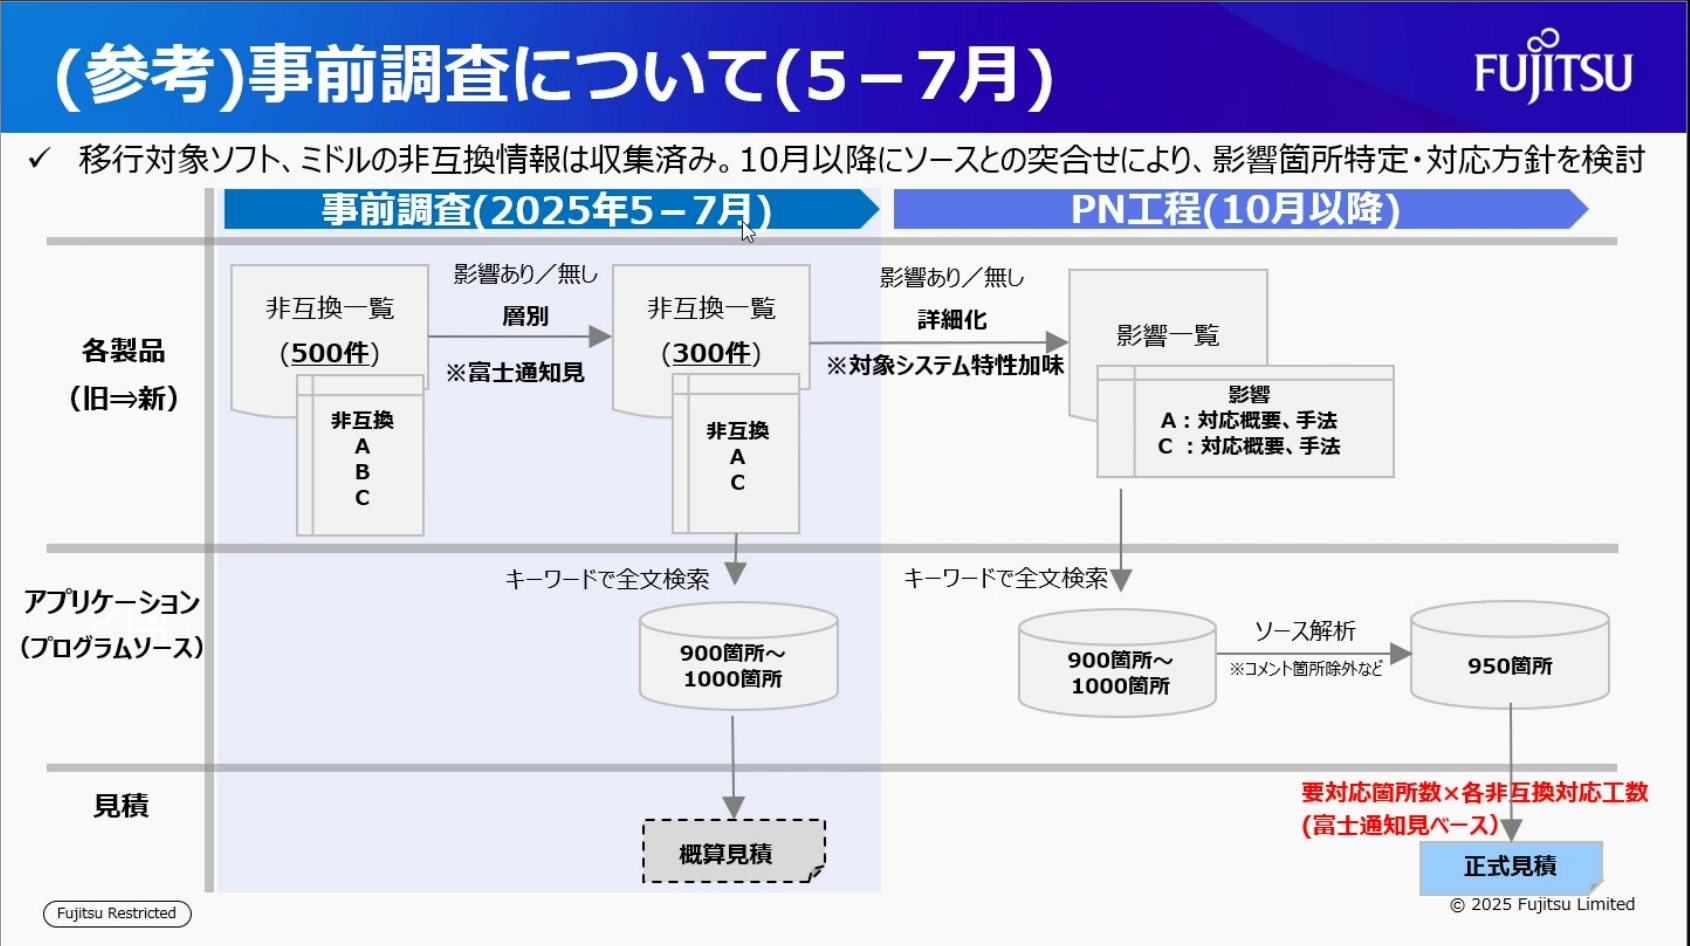 (参考)事前調査について(5－7月)
FUJITSU
✓ 移行対象ソフト、ミドルの非互換情報は収集済み。10月以降にソースとの突合せにより、影響箇所特定・対応方針を検討
事前調査(2025年5－7月)
PN工程(10月以降)
各製品
（旧⇒新）
非互換一覧
（500件）
非互換
A
B
C
影響あり／無し
層別
※富士通知見
非互換一覧
（300件）
非互換
A
C
影響あり／無し
詳細化
※対象システム特性加味
影響一覧
影響
A：対応概要、手法
C ：対応概要、手法
アプリケーション
（プログラムソース）
キーワードで全文検索
900箇所～
1000箇所
キーワードで全文検索
900箇所～
1000箇所
ソース解析
※コメント箇所除外など
950箇所
見積
概算見積
要対応箇所数×各非互換対応工数
(富士通知見ベース）
正式見積
Fujitsu Restricted
© 2025 Fujitsu Limited